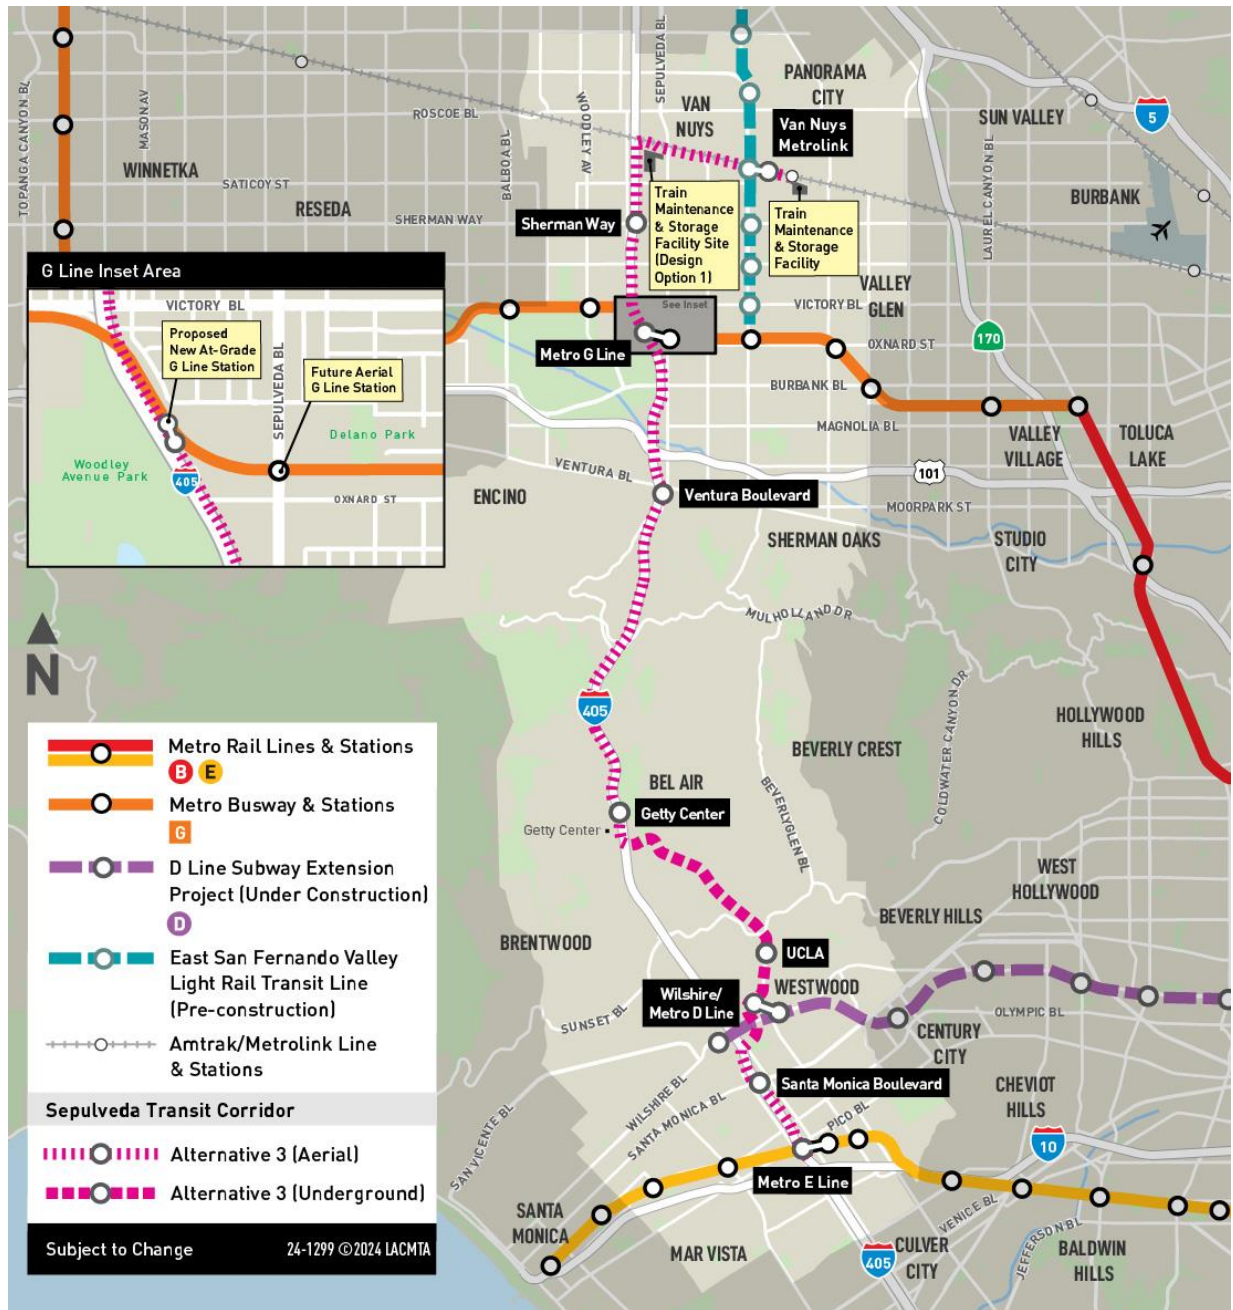 SEPULVEDA BL
PANORAMA
CITY
VAN
NUYS
Van Nuys
Metrolink
SUN VALLEY
5
TOPANGA CANYON BL
MASON AV
ROSCOE BL
BALBOA BL
WOODLEY AV
WINNETKA
SATICOY ST
RESEDA
SHERMAN WAY
Sherman Way
Train
Maintenance
& Storage
Facility Site
(Design
Option 1)
Train
Maintenance
& Storage
Facility
LAUREL CANYON BL
BURBANK
VALLEY
GLEN
VICTORY BL
See Inset
OXNARD ST
170
Metro G Line
BURBANK BL
MAGNOLIA BL
VALLEY
VILLAGE
TOLUCA
LAKE
101
MOORPARK ST
VENTURA BL
ENCINO
Ventura Boulevard
SHERMAN OAKS
STUDIO
CITY
G Line Inset Area
VICTORY BL
Proposed
New At-Grade
G Line Station
SEPULVEDA BL
Future Aerial
G Line Station
Delano Park
Woodley
Avenue Park
405
OXNARD ST
MULHOLLAND DR
N
405
COLDWATER CANYON DR
HOLLYWOOD
HILLS
BEVERLY CREST
BEL AIR
BEVERLY GLEN BL
Getty Center
Getty Center
WEST
HOLLYWOOD
BEVERLY HILLS
BRENTWOOD
UCLA
WESTWOOD
Wilshire/
Metro D Line
SUNSET BL
OLYMPIC BL
CENTURY
CITY
Santa Monica Boulevard
CHEVIOT
HILLS
WILSHIRE BL
SANTA MONICA BL
SAN VICENTE BL
PICO BL
10
Metro E Line
SANTA
MONICA
VENICE BL
JEFFERSON BL
MAR VISTA
405
CULVER
CITY
BALDWIN
HILLS
Metro Rail Lines & Stations
B E
Metro Busway & Stations
G
D Line Subway Extension
Project (Under Construction)
D
East San Fernando Valley
Light Rail Transit Line
(Pre-construction)
Amtrak/Metrolink Line
& Stations
Sepulveda Transit Corridor
Alternative 3 (Aerial)
Alternative 3 (Underground)
Subject to Change 24-1299 ©2024 LACMTA